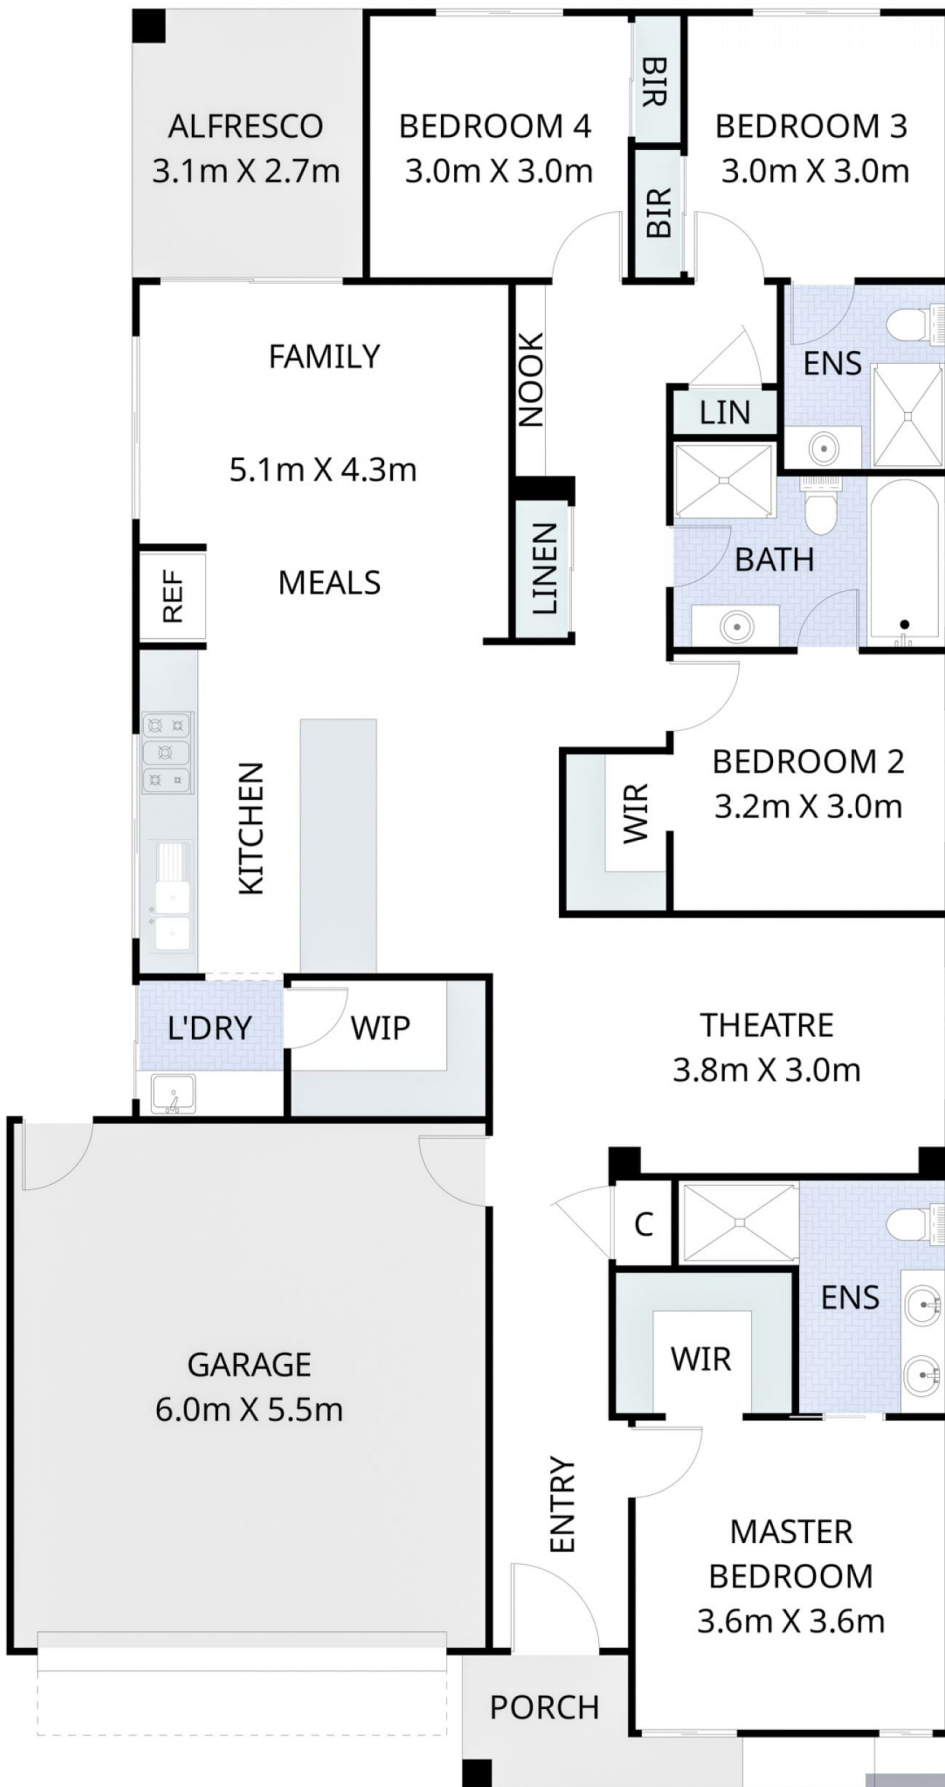 ALFRESCO
3.1m X 2.7m
BEDROOM 4
3.0m X 3.0m
BIR
BIR
BEDROOM 3
3.0m X 3.0m
FAMILY
5.1m X 4.3m
MEALS
NOOK
LIN
ENS
REF
LINEN
BATH
KITCHEN
WIR
BEDROOM 2
3.2m X 3.0m
L'DRY
WIP
THEATRE
3.8m X 3.0m
C
ENS
WIR
GARAGE
6.0m X 5.5m
ENTRY
MASTER
BEDROOM
3.6m X 3.6m
PORCH